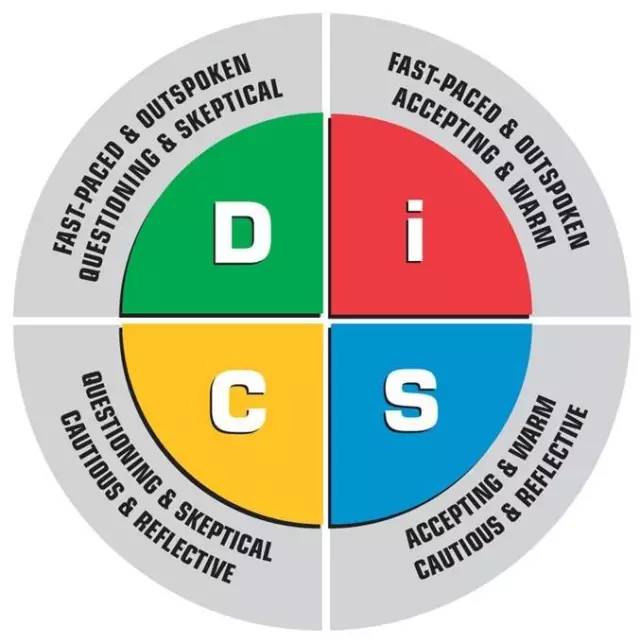 FAST-PACED & OUTSPOKEN
QUESTIONING & SKEPTICAL
FAST-PACED & OUTSPOKEN
ACCEPTING & WARM
D
i
C
S
QUESTIONING & SKEPTICAL
CAUTIOUS & REFLECTIVE
ACCEPTING & WARM
CAUTIOUS & REFLECTIVE